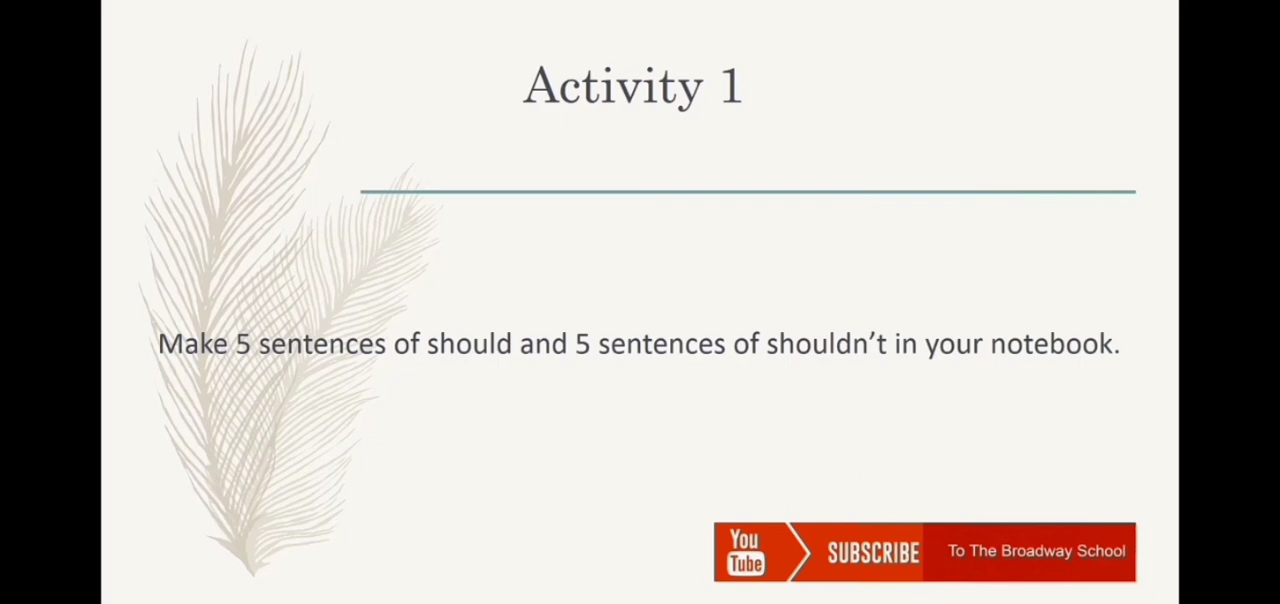 Activity 1
Make 5 sentences of should and 5 sentences of shouldn’t in your notebook.
You
Tube
SUBSCRIBE
To The Broadway School